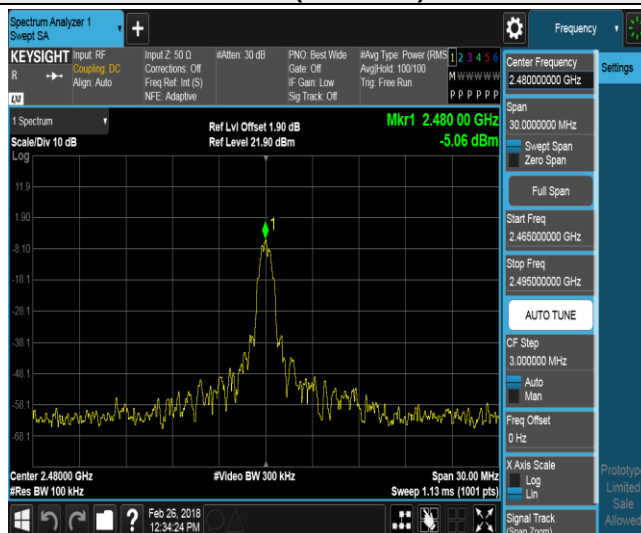 Spectrum Analyzer 1
Swept SA
+
Frequency
KEYSIGHT
R
Input: RF
Coupling: DC
Align: Auto
Input Z: 50 Ω
Corrections: Off
Freq Ref: Int (S)
NFE: Adaptive
#Atten: 30 dB
PNO: Best Wide
Gate: Off
IF Gain: Low
Sig Track: Off
#Avg Type: Power (RMS
Avg|Hold: 100/100
Trig: Free Run
1 2 3 4 5 6
M W W W W W
P P P P P P
LXI
1 Spectrum
Scale/Div 10 dB
Log
Ref Lvl Offset 1.90 dB
Ref Level 21.90 dBm
Mkr1 2.480 00 GHz
-5.06 dBm
1
11.9
1.90
-8.10
-18.1
-28.1
-38.1
-48.1
-58.1
-68.1
Center 2.48000 GHz
#Res BW 100 kHz
#Video BW 300 kHz
Span 30.00 MHz
Sweep 1.13 ms (1001 pts)
Feb 26, 2018
12:34:24 PM
?
Center Frequency
2.480000000 GHz
Settings
Span
30.0000000 MHz
Swept Span
Zero Span
Full Span
Start Freq
2.465000000 GHz
Stop Freq
2.495000000 GHz
AUTO TUNE
CF Step
3.000000 MHz
Auto
Man
Freq Offset
0 Hz
X Axis Scale
Log
Lin
Signal Track
(Span Zoom)
Prototype
Limited
Sale
Allowed